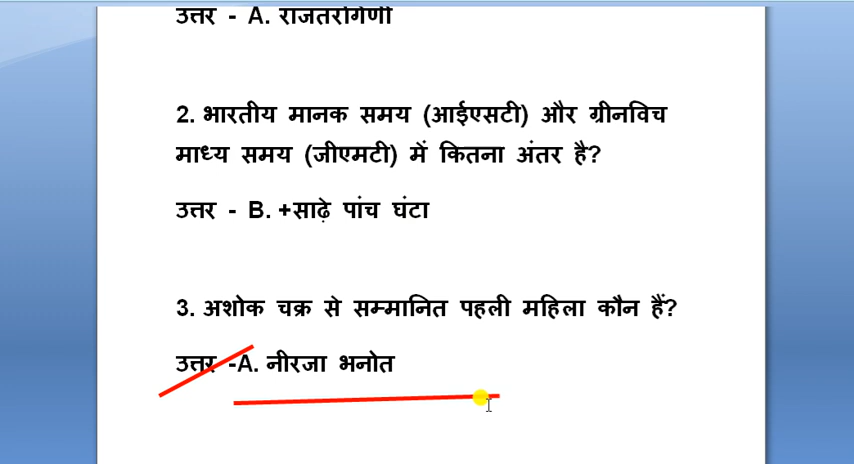 उत्तर - A. राजतरंगिणी
2. भारतीय मानक समय (आईएसटी) और ग्रीनविच
माध्य समय (जीएमटी) में कितना अंतर है?
उत्तर - B. +साढ़े पांच घंटा
3. अशोक चक्र से सम्मानित पहली महिला कौन हैं?
उत्तर -A. नीरजा भनोत